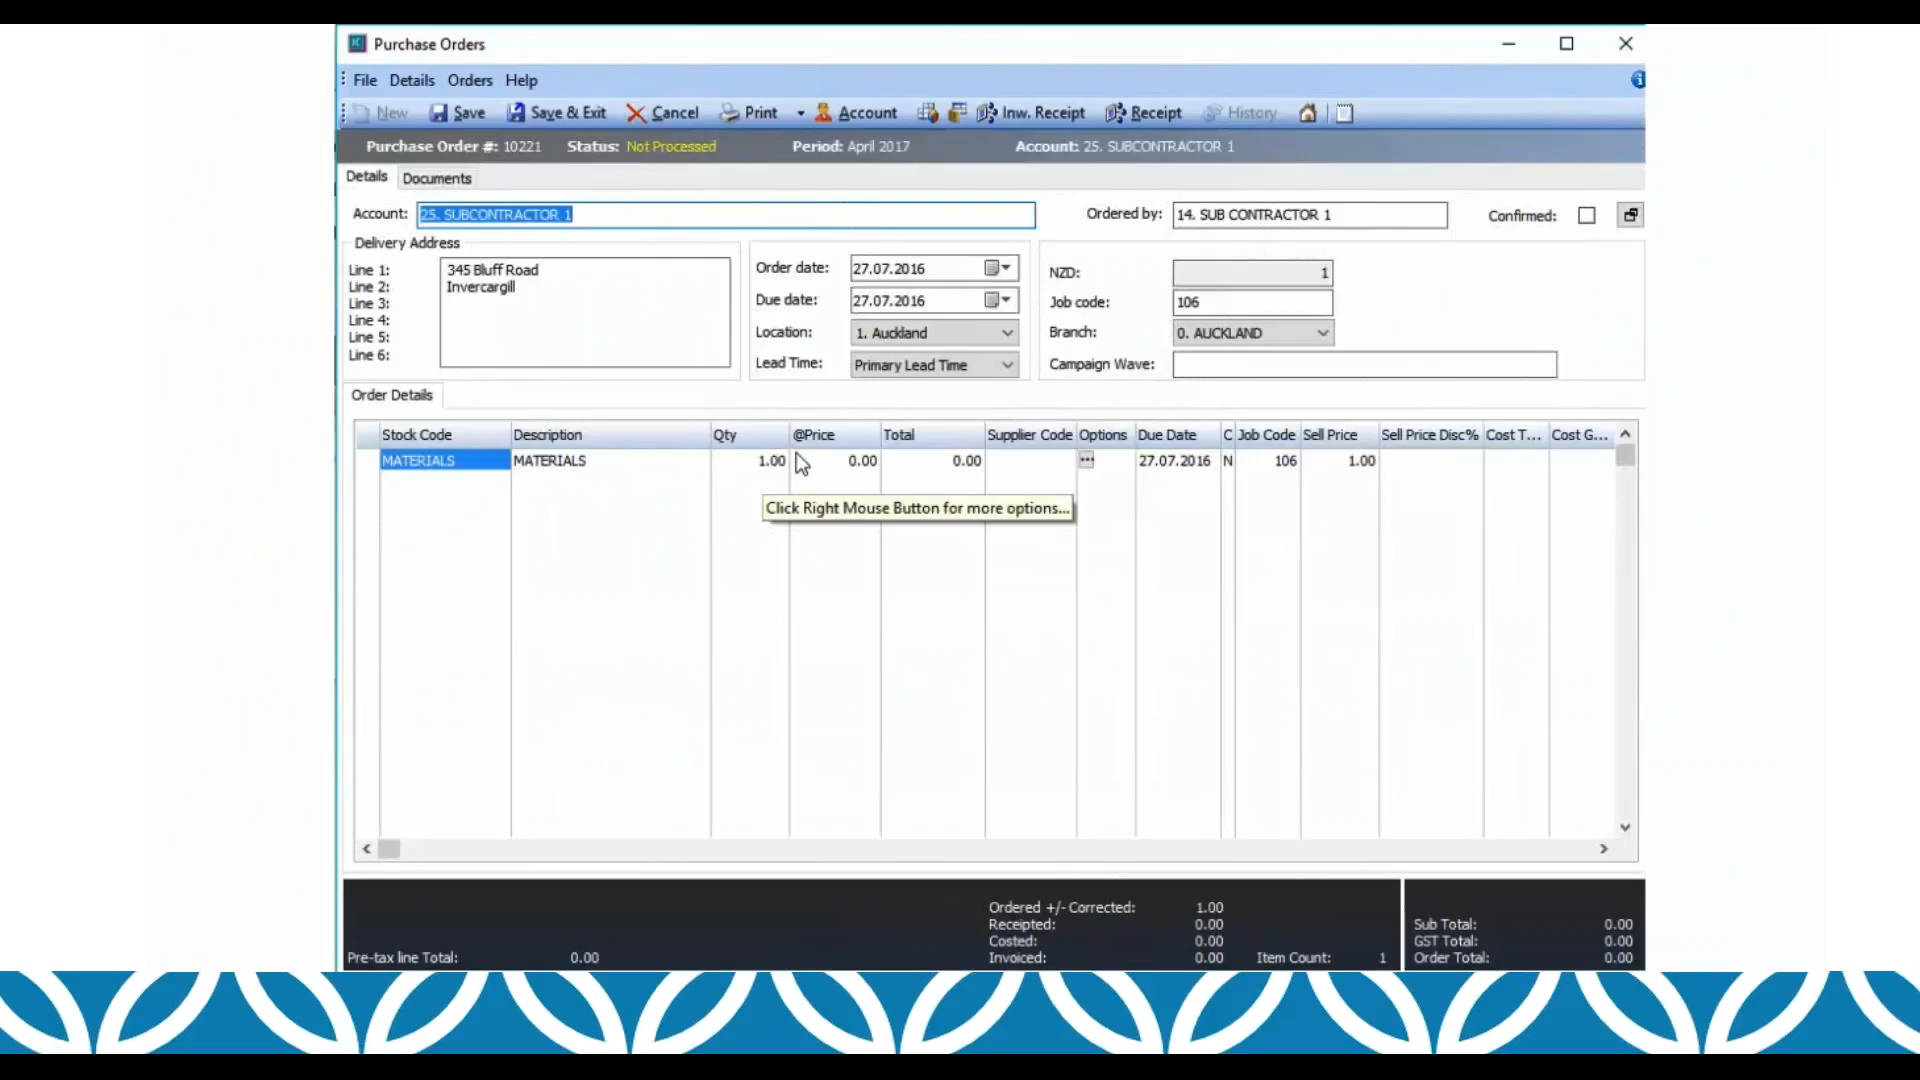 Purchase Orders
File Details Orders Help
New Save Save & Exit Cancel Print Account Inw. Receipt Receipt History
Purchase Order #: 10221 Status: Not Processed Period: April 2017 Account: 25. SUBCONTRACTOR 1
Details Documents
Account: 25. SUBCONTRACTOR 1 Ordered by: 14. SUB CONTRACTOR 1 Confirmed:
Delivery Address
Line 1: 345 Bluff Road
Line 2: Invercargill
Line 3:
Line 4:
Line 5:
Line 6:
Order date: 27.07.2016
Due date: 27.07.2016
Location: 1. Auckland
Lead Time: Primary Lead Time
NZD: 1
Job code: 106
Branch: 0. AUCKLAND
Campaign Wave:
Order Details
Stock Code Description Qty @Price Total Supplier Code Options Due Date C Job Code Sell Price Sell Price Disc% Cost T... Cost G...
MATERIALS MATERIALS 1.00 0.00 0.00 ... 27.07.2016 N 106 1.00
Click Right Mouse Button for more options...
Pre-tax line Total: 0.00
Ordered +/- Corrected: 1.00
Receipted: 0.00
Costed: 0.00
Invoiced: 0.00
Item Count: 1
Sub Total: 0.00
GST Total: 0.00
Order Total: 0.00